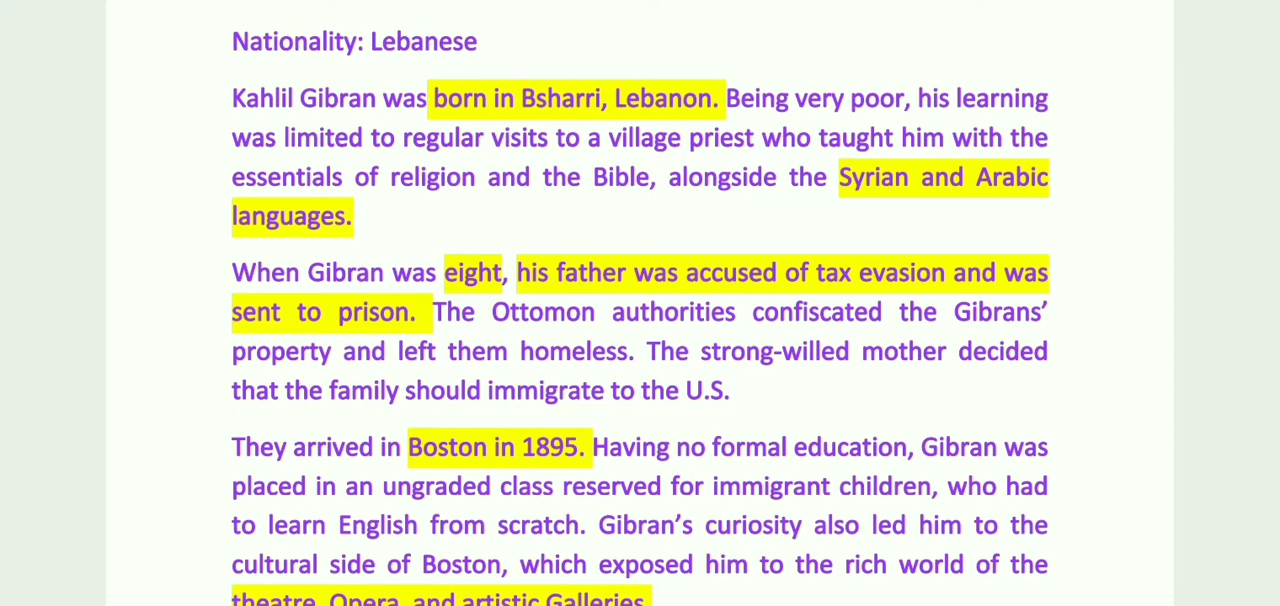 Nationality: Lebanese
Kahlil Gibran was born in Bsharri, Lebanon. Being very poor, his learning
was limited to regular visits to a village priest who taught him with the
essentials of religion and the Bible, alongside the Syrian and Arabic
languages.
When Gibran was eight, his father was accused of tax evasion and was
sent to prison. The Ottomon authorities confiscated the Gibrans’
property and left them homeless. The strong-willed mother decided
that the family should immigrate to the U.S.
They arrived in Boston in 1895. Having no formal education, Gibran was
placed in an ungraded class reserved for immigrant children, who had
to learn English from scratch. Gibran’s curiosity also led him to the
cultural side of Boston, which exposed him to the rich world of the
theatre, Opera, and artistic Galleries.